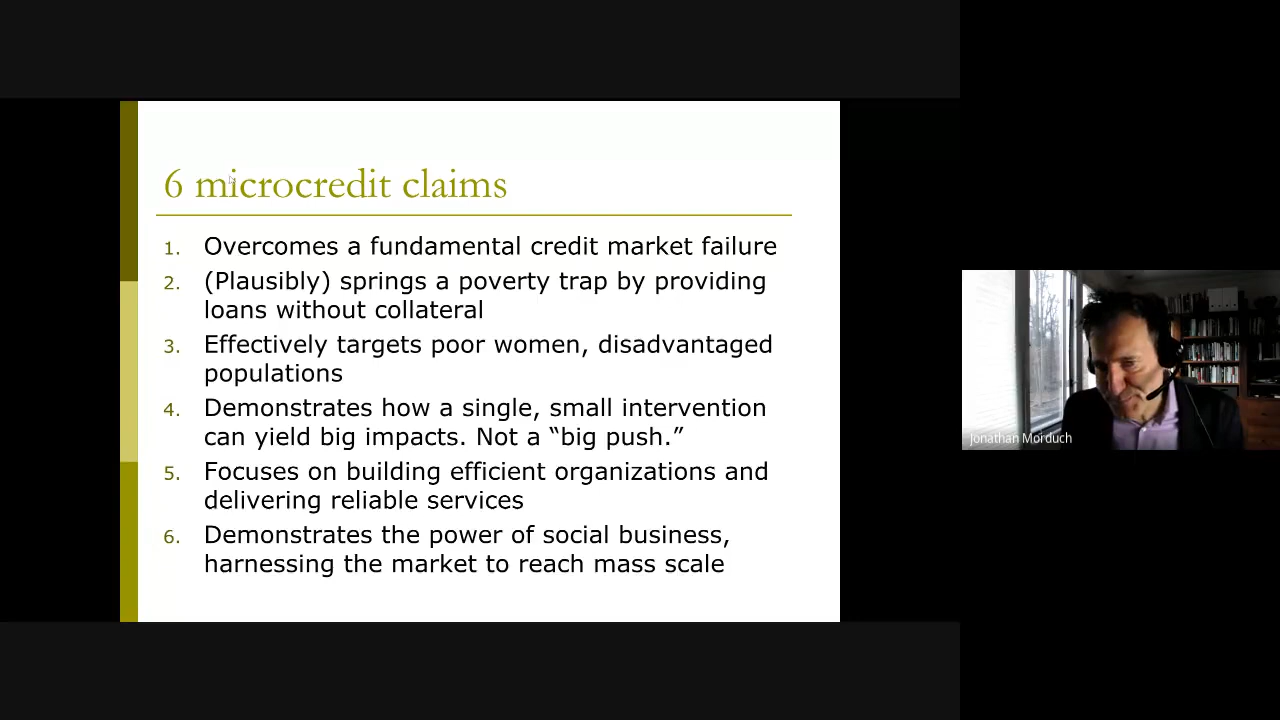 6 microcredit claims
1. Overcomes a fundamental credit market failure
2. (Plausibly) springs a poverty trap by providing
loans without collateral
3. Effectively targets poor women, disadvantaged
populations
4. Demonstrates how a single, small intervention
can yield big impacts. Not a “big push.”
5. Focuses on building efficient organizations and
delivering reliable services
6. Demonstrates the power of social business,
harnessing the market to reach mass scale
Jonathan Morduch